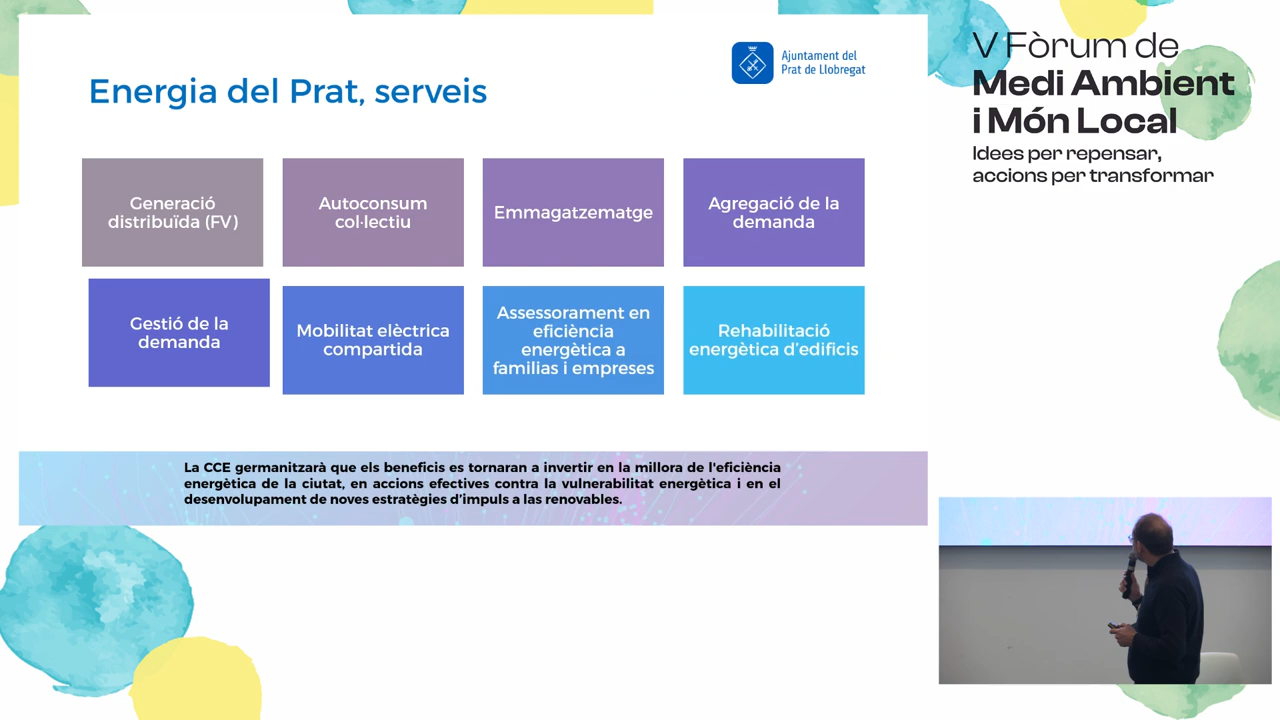 Energia del Prat, serveis
Ajuntament del
Prat de Llobregat
Generació
distribuïda (FV)
Autoconsum
col·lectiu
Emmagatzematge
Agregació de la
demanda
Gestió de la
demanda
Mobilitat elèctrica
compartida
Assessorament en
eficiència
energètica a
familias i empreses
Rehabilitació
energètica d'edificis
La CCE germanitzarà que els beneficis es tornaran a invertir en la millora de l'eficiència
energètica de la ciutat, en accions efectives contra la vulnerabilitat energètica i en el
desenvolupament de noves estratègies d'impuls a las renovables.
V Fòrum de
Medi Ambient
i Món Local
Idees per repensar,
accions per transformar